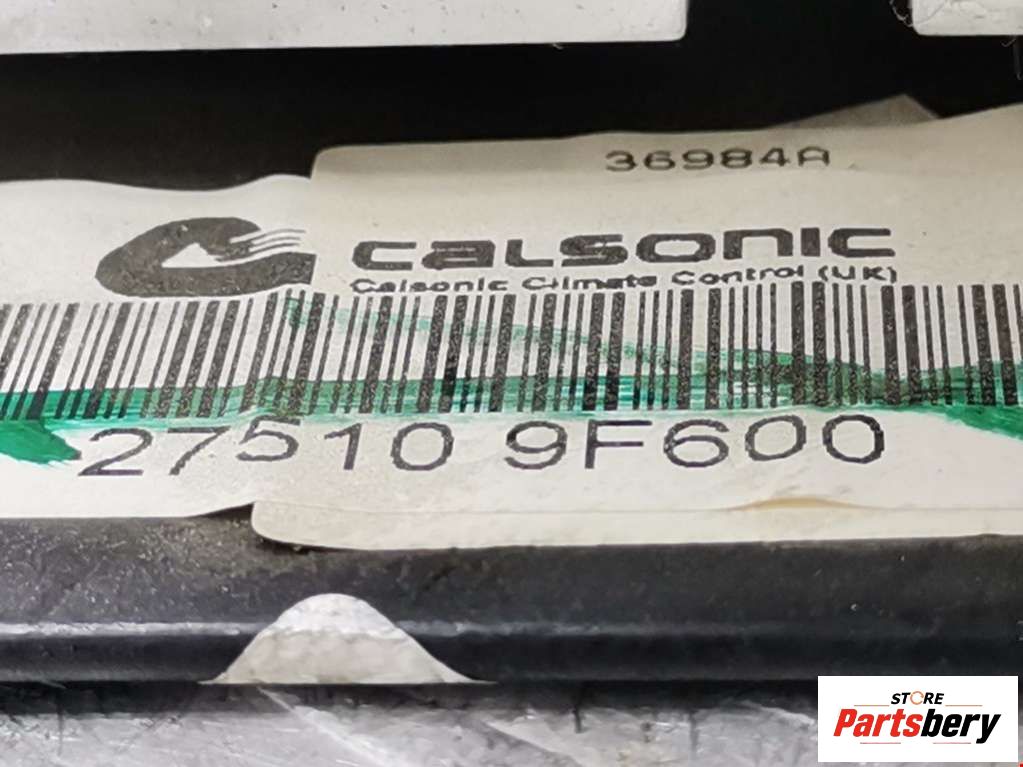 36984A
CALSONIC
Calsonic Climate Control (UK)
27510 9F600
STORE
Partsbery